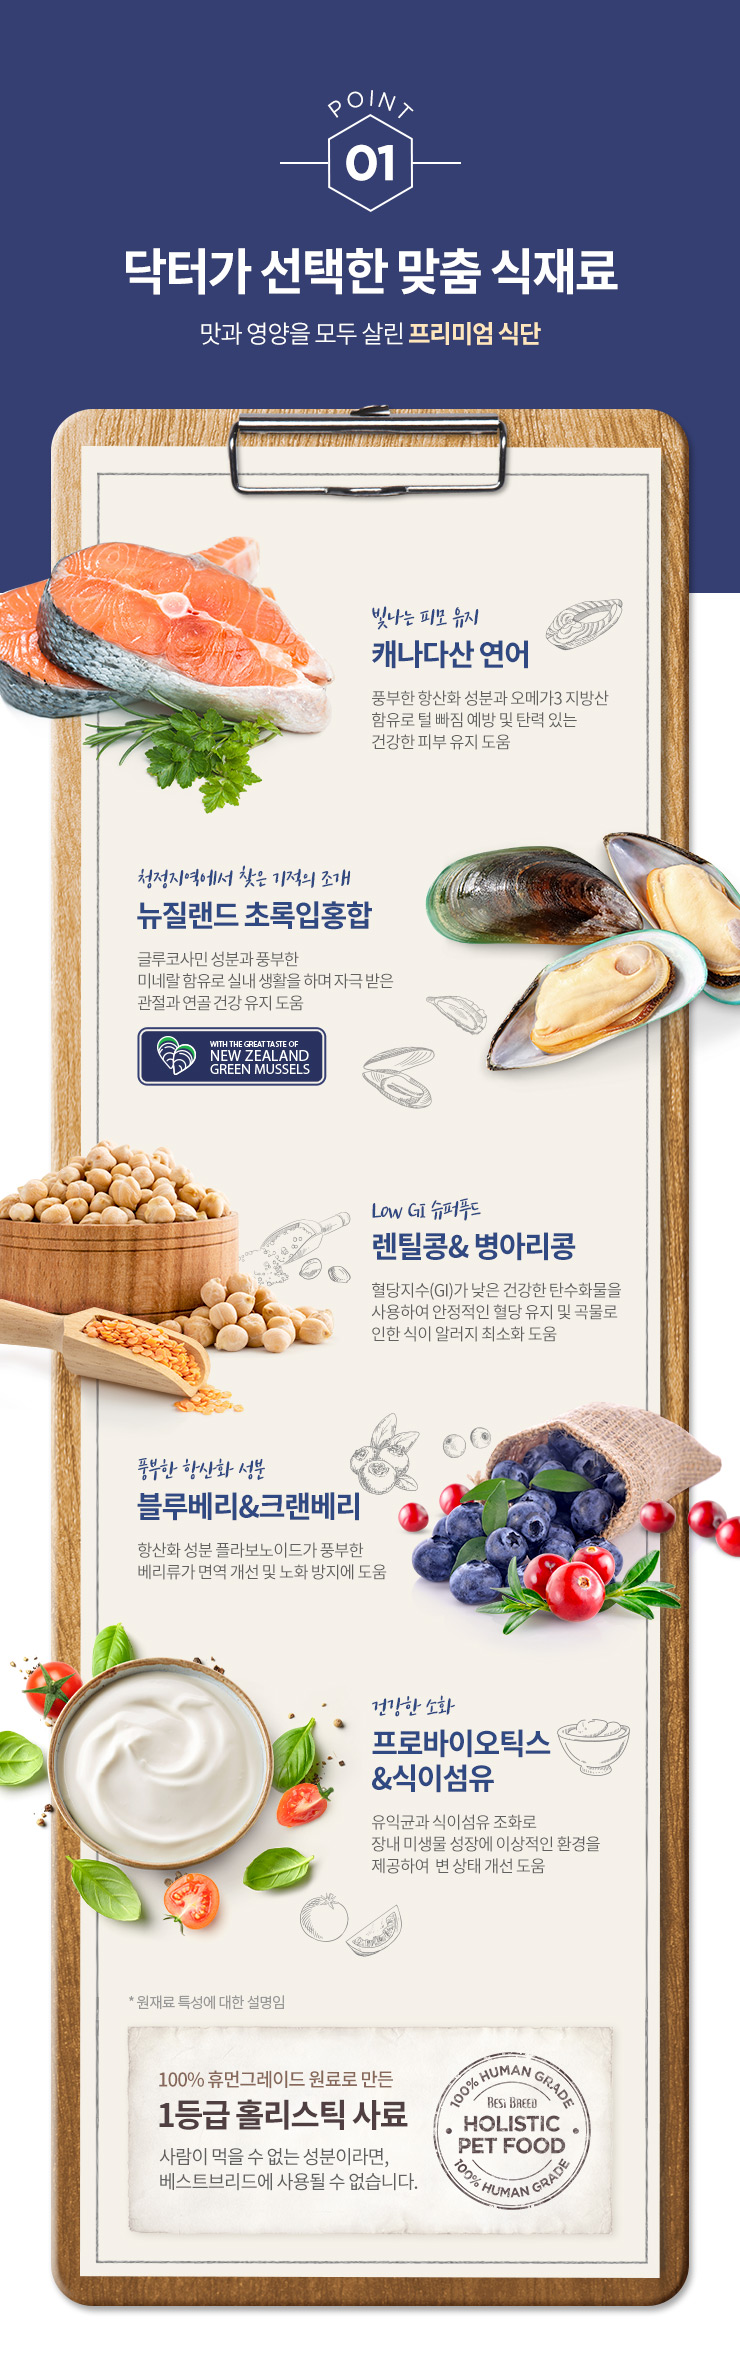 POINT
01
닥터가 선택한 맞춤 식재료
맛과 영양을 모두 살린 프리미엄 식단
빛나는 피모 유지
캐나다산 연어
풍부한 항산화 성분과 오메가3 지방산
함유로 털 빠짐 예방 및 탄력 있는
건강한 피부 유지 도움
청정지역에서 찾은 기적의 조개
뉴질랜드 초록입홍합
글루코사민 성분과 풍부한
미네랄 함유로 실내 생활을 하며 자극 받은
관절과 연골 건강 유지 도움
WITH THE GREAT TASTE OF
NEW ZEALAND
GREEN MUSSELS
Low GI 슈퍼푸드
렌틸콩& 병아리콩
혈당지수(GI)가 낮은 건강한 탄수화물을
사용하여 안정적인 혈당 유지 및 곡물로
인한 식이 알러지 최소화 도움
풍부한 항산화 성분
블루베리&크랜베리
항산화 성분 플라보노이드가 풍부한
베리류가 면역 개선 및 노화 방지에 도움
건강한 소화
프로바이오틱스
&식이섬유
유익균과 식이섬유 조화로
장내 미생물 성장에 이상적인 환경을
제공하여 변 상태 개선 도움
* 원재료 특성에 대한 설명임
100% 휴먼그레이드 원료로 만든
1등급 홀리스틱 사료
사람이 먹을 수 없는 성분이라면,
베스트브리드에 사용될 수 없습니다.
100% HUMAN GRADE
BEST BREED
HOLISTIC
PET FOOD
100% HUMAN GRADE